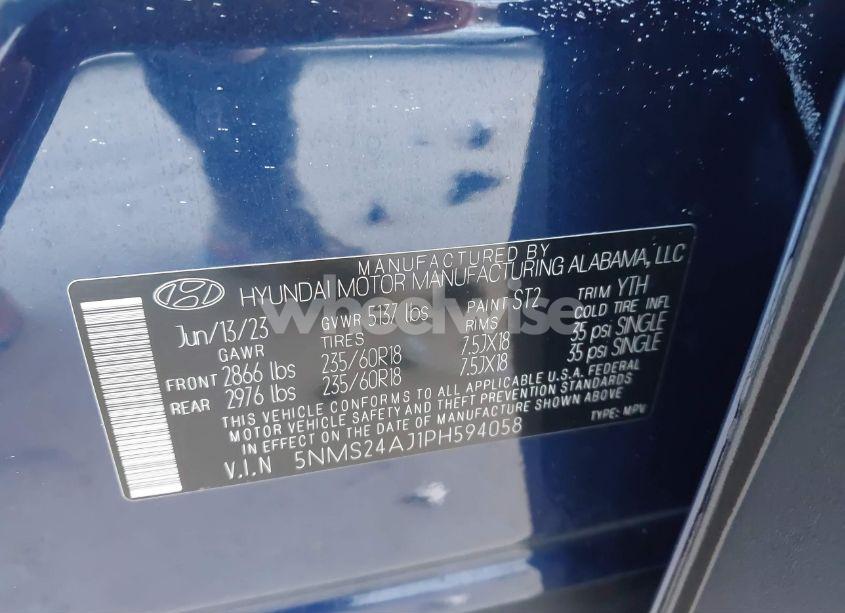 MANUFACTURED BY
HYUNDAI MOTOR MANUFACTURING ALABAMA, LLC
Jun/13/23 GVWR 5137 lbs PAINT ST2 TRIM YTH
GAWR TIRES RIMS COLD TIRE INFL
FRONT 2866 lbs 235/60R18 7.5JX18 35 psi SINGLE
REAR 2976 lbs 235/60R18 7.5JX18 35 psi SINGLE
THIS VEHICLE CONFORMS TO ALL APPLICABLE U.S.A. FEDERAL
MOTOR VEHICLE SAFETY AND THEFT PREVENTION STANDARDS
IN EFFECT ON THE DATE OF MANUFACTURE SHOWN ABOVE
V.I.N 5NMS24AJ1PH594058 TYPE: MPV
wheelwise